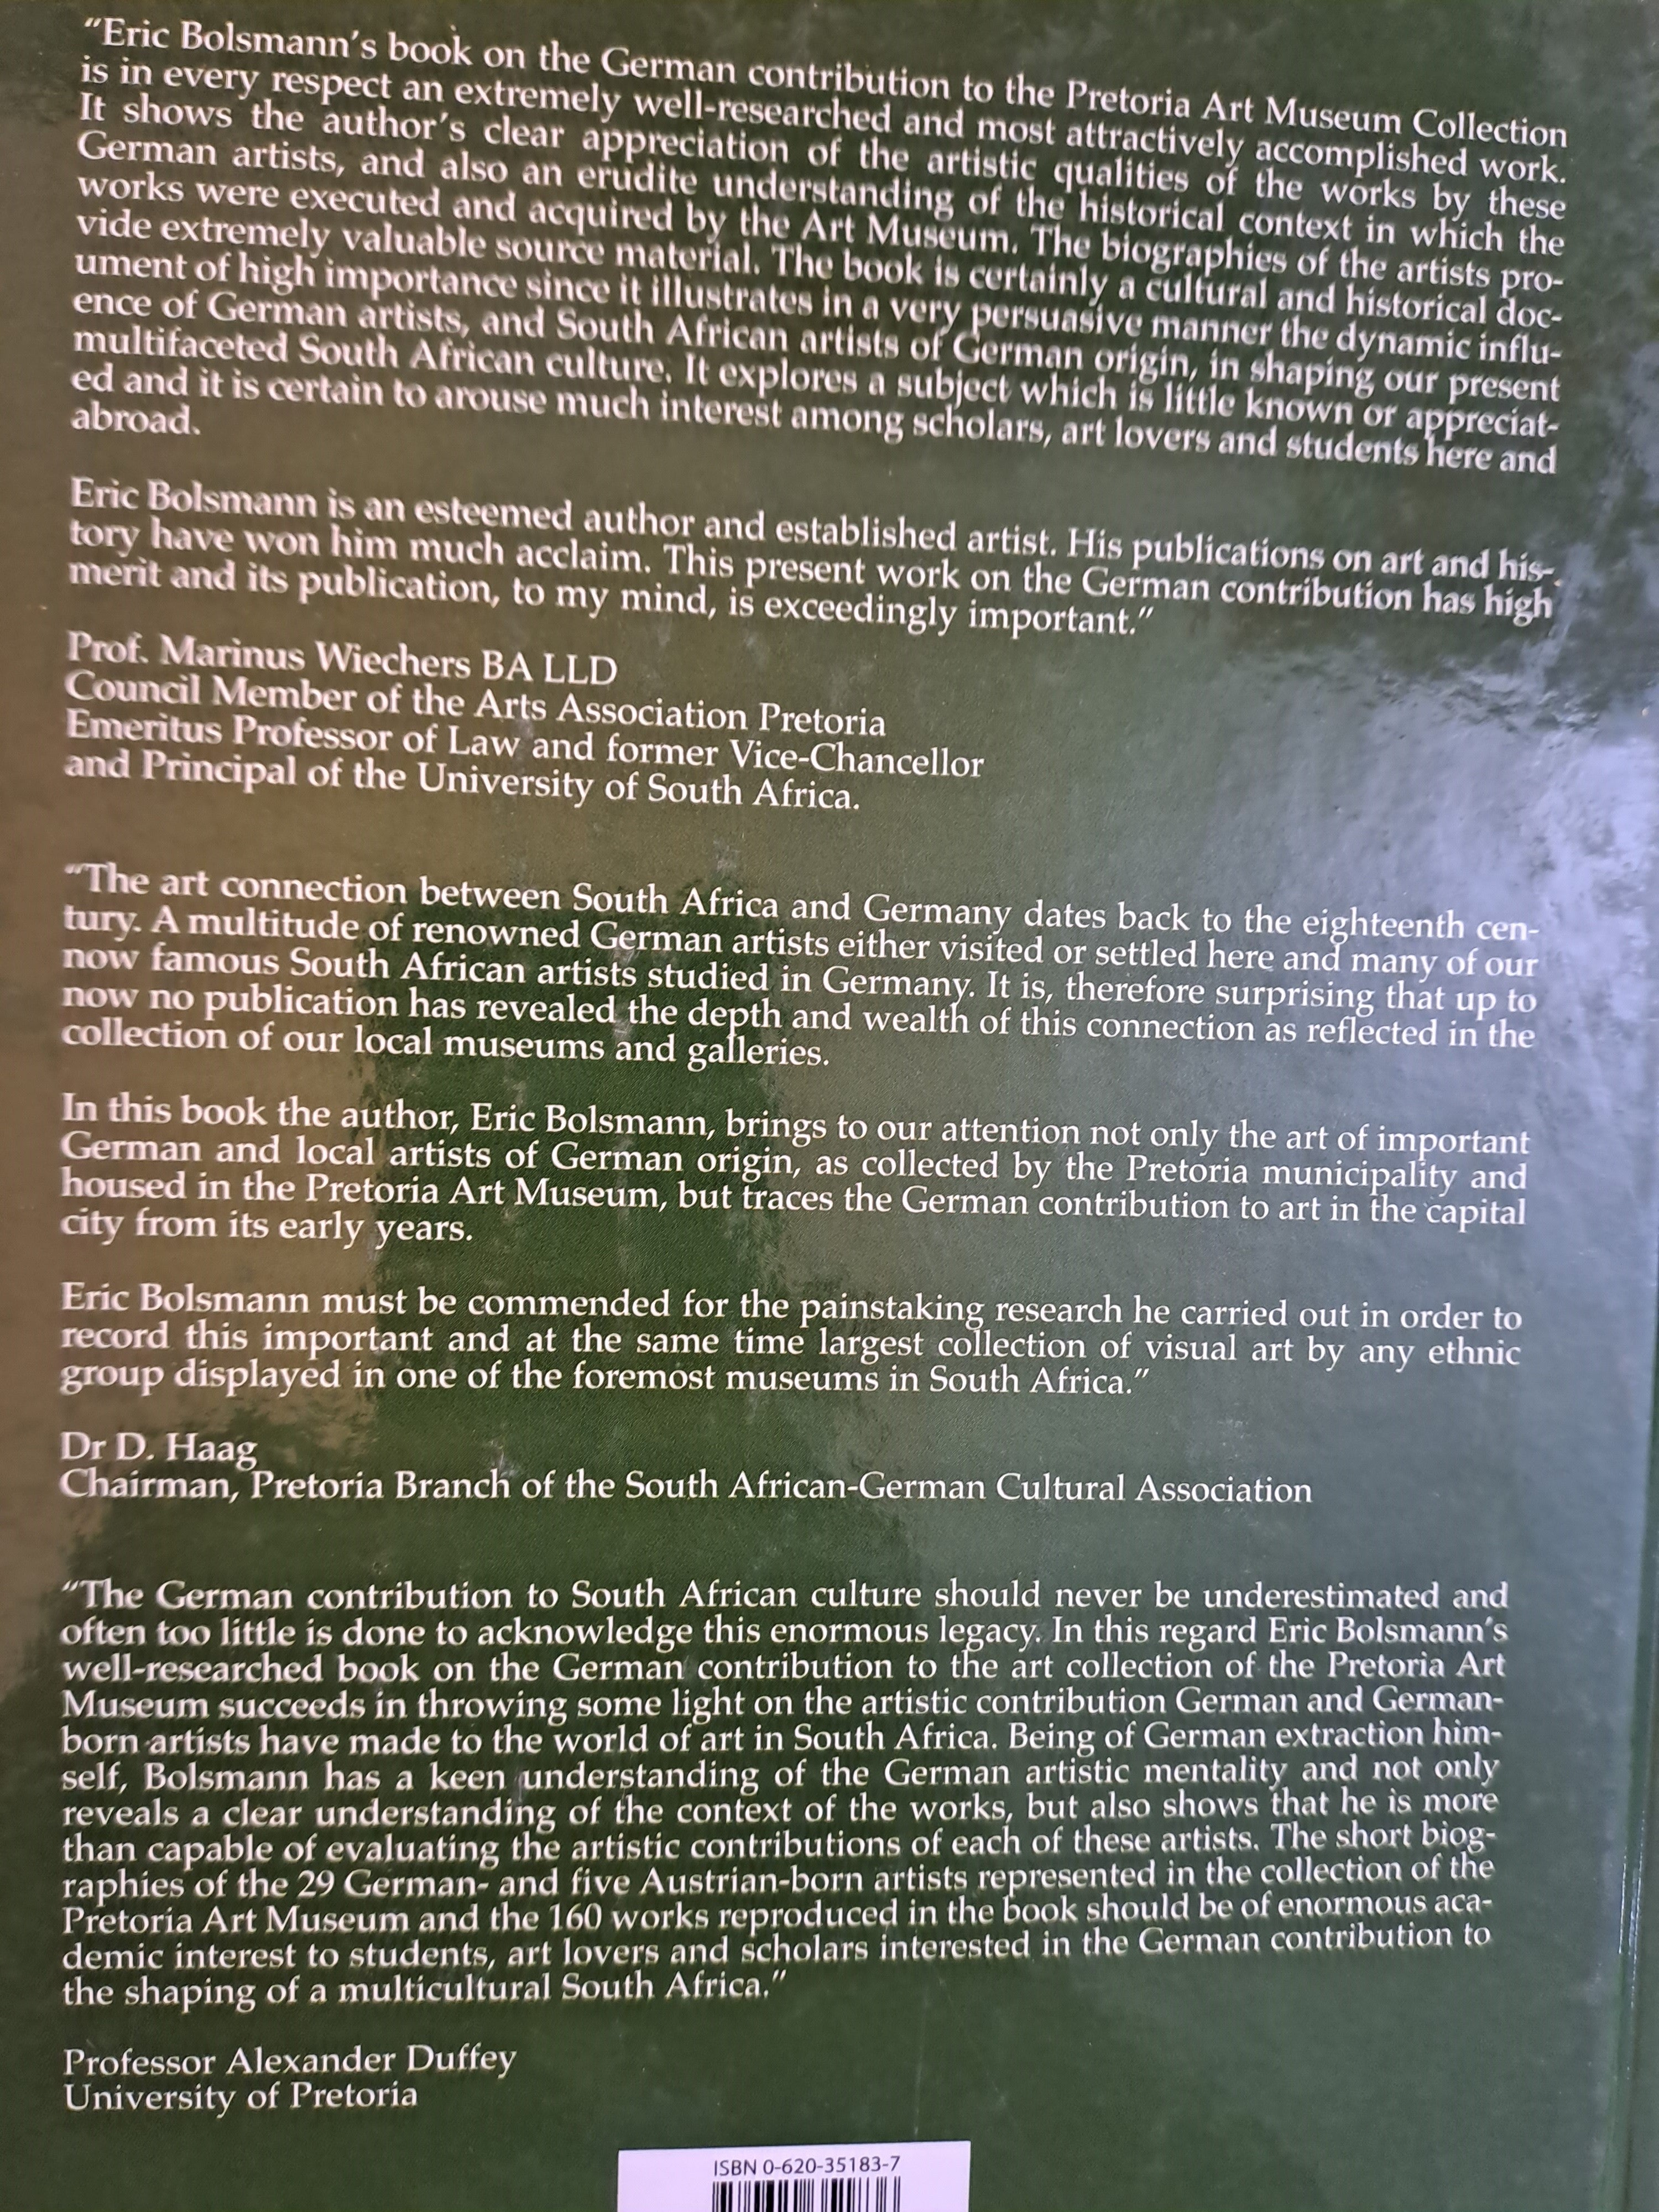 “Eric Bolsmann’s book on the German contribution to the Pretoria Art Museum Collection
is in every respect an extremely well-researched and most attractively accomplished work.
It shows the author’s clear appreciation of the artistic qualities of the works by these
German artists, and also an erudite understanding of the historical context in which the
works were executed and acquired by the Art Museum. The biographies of the artists pro-
vide extremely valuable source material. The book is certainly a cultural and historical doc-
ument of high importance since it illustrates in a very persuasive manner the dynamic influ-
ence of German artists, and South African artists of German origin, in shaping our present
multifaceted South African culture. It explores a subject which is little known or appreciat-
ed and it is certain to arouse much interest among scholars, art lovers and students here and
abroad.
Eric Bolsmann is an esteemed author and established artist. His publications on art and his-
tory have won him much acclaim. This present work on the German contribution has high
merit and its publication, to my mind, is exceedingly important.”
Prof. Marinus Wiechers BA LLD
Council Member of the Arts Association Pretoria
Emeritus Professor of Law and former Vice-Chancellor
and Principal of the University of South Africa.
“The art connection between South Africa and Germany dates back to the eighteenth cen-
tury. A multitude of renowned German artists either visited or settled here and many of our
now famous South African artists studied in Germany. It is, therefore surprising that up to
now no publication has revealed the depth and wealth of this connection as reflected in the
collection of our local museums and galleries.
In this book the author, Eric Bolsmann, brings to our attention not only the art of important
German and local artists of German origin, as collected by the Pretoria municipality and
housed in the Pretoria Art Museum, but traces the German contribution to art in the capital
city from its early years.
Eric Bolsmann must be commended for the painstaking research he carried out in order to
record this important and at the same time largest collection of visual art by any ethnic
group displayed in one of the foremost museums in South Africa.”
Dr D. Haag
Chairman, Pretoria Branch of the South African-German Cultural Association
“The German contribution to South African culture should never be underestimated and
often too little is done to acknowledge this enormous legacy. In this regard Eric Bolsmann’s
well-researched book on the German contribution to the art collection of the Pretoria Art
Museum succeeds in throwing some light on the artistic contribution German and German-
born artists have made to the world of art in South Africa. Being of German extraction him-
self, Bolsmann has a keen understanding of the German artistic mentality and not only
reveals a clear understanding of the context of the works, but also shows that he is more
than capable of evaluating the artistic contributions of each of these artists. The short biog-
raphies of the 29 German- and five Austrian-born artists represented in the collection of the
Pretoria Art Museum and the 160 works reproduced in the book should be of enormous aca-
demic interest to students, art lovers and scholars interested in the German contribution to
the shaping of a multicultural South Africa.”
Professor Alexander Duffey
University of Pretoria
ISBN 0-620-35183-7